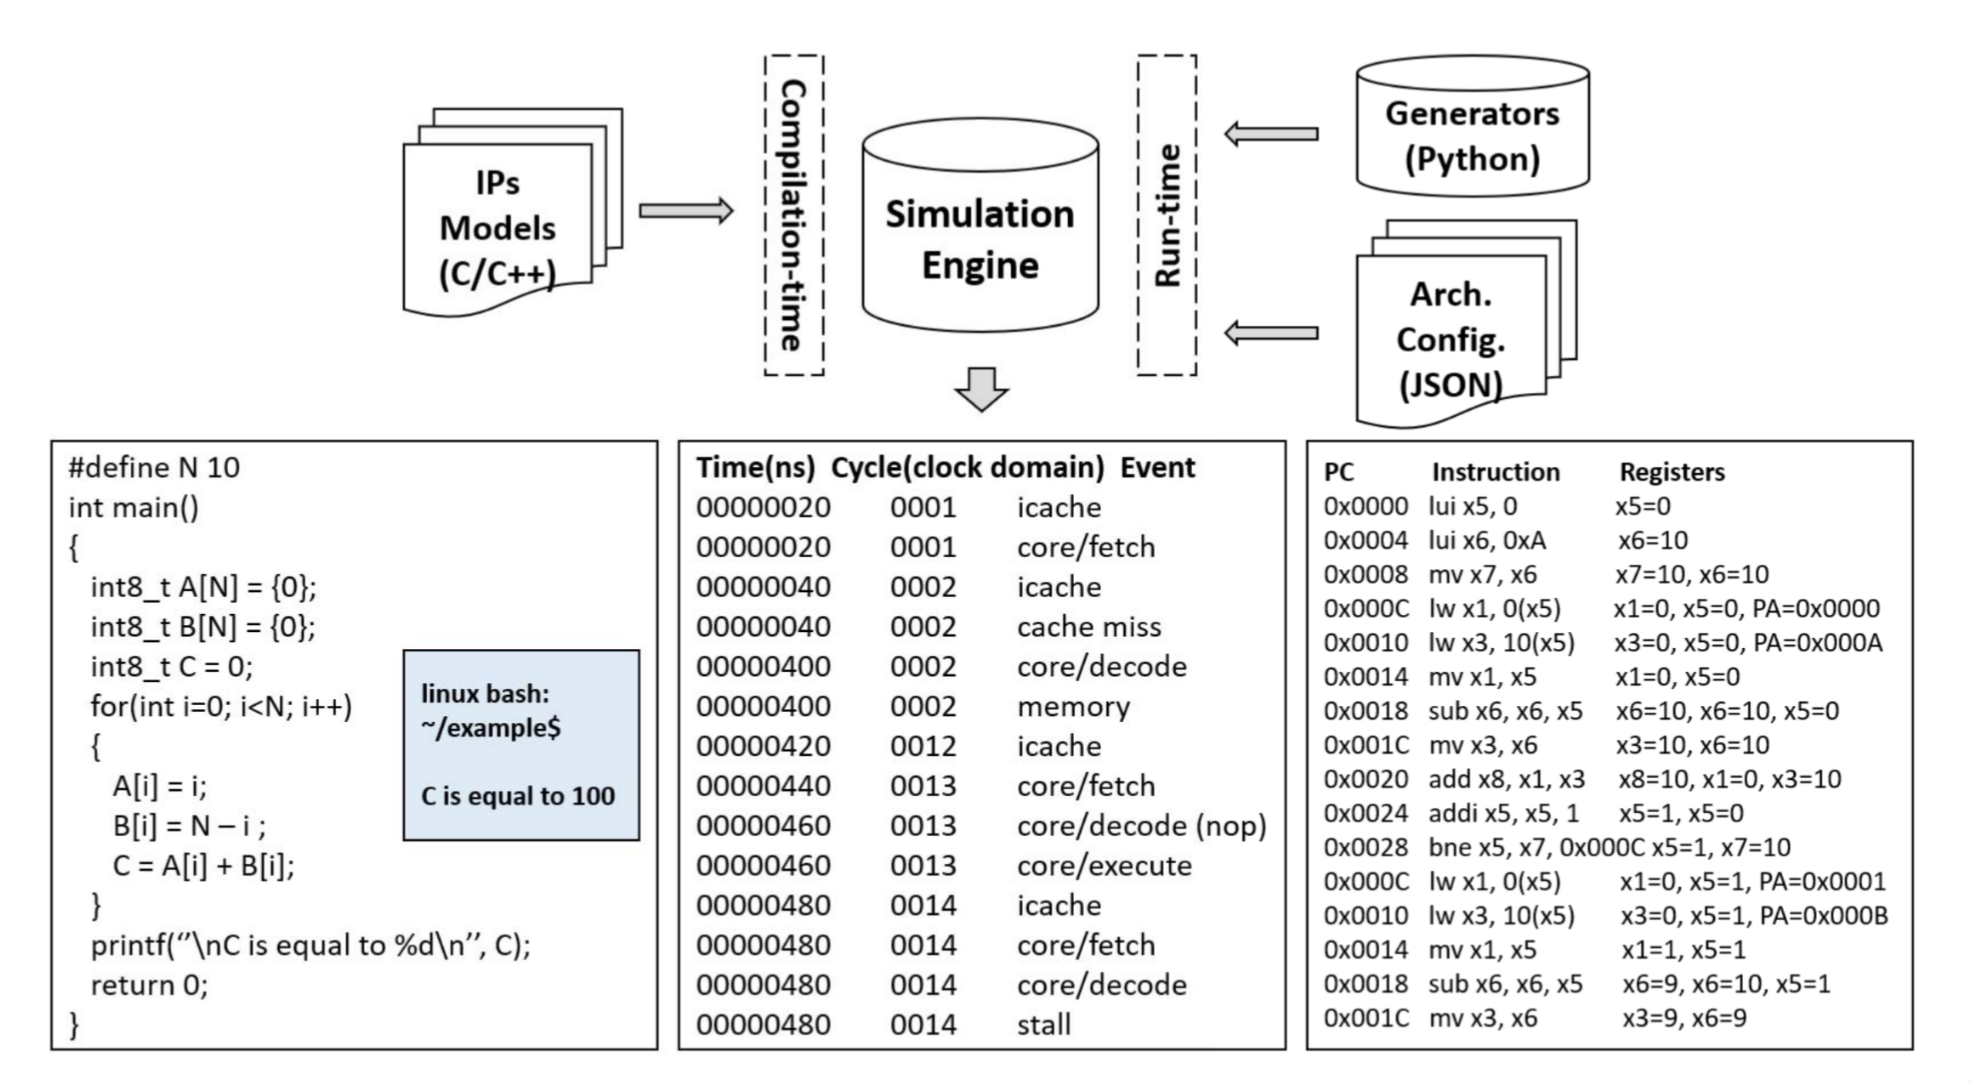 IPs
Models
(C/C++)
Compilation-time
Simulation
Engine
Run-time
Generators
(Python)
Arch.
Config.
(JSON)
#define N 10
int main()
{
int8_t A[N] = {0};
int8_t B[N] = {0};
int8_t C = 0;
for(int i=0; i<N; i++)
{
A[i] = i;
B[i] = N – i ;
C = A[i] + B[i];
}
printf(‘’\nC is equal to %d\n’’, C);
return 0;
}
linux bash:
~/example$
C is equal to 100
Time(ns) Cycle(clock domain) Event
00000020 0001 icache
00000020 0001 core/fetch
00000040 0002 icache
00000040 0002 cache miss
00000400 0002 core/decode
00000400 0002 memory
00000420 0012 icache
00000440 0013 core/fetch
00000460 0013 core/decode (nop)
00000460 0013 core/execute
00000480 0014 icache
00000480 0014 core/fetch
00000480 0014 core/decode
00000480 0014 stall
PC Instruction Registers
0x0000 lui x5, 0 x5=0
0x0004 lui x6, 0xA x6=10
0x0008 mv x7, x6 x7=10, x6=10
0x000C lw x1, 0(x5) x1=0, x5=0, PA=0x0000
0x0010 lw x3, 10(x5) x3=0, x5=0, PA=0x000A
0x0014 mv x1, x5 x1=0, x5=0
0x0018 sub x6, x6, x5 x6=10, x6=10, x5=0
0x001C mv x3, x6 x3=10, x6=10
0x0020 add x8, x1, x3 x8=10, x1=0, x3=10
0x0024 addi x5, x5, 1 x5=1, x5=0
0x0028 bne x5, x7, 0x000C x5=1, x7=10
0x000C lw x1, 0(x5) x1=0, x5=1, PA=0x0001
0x0010 lw x3, 10(x5) x3=0, x5=1, PA=0x000B
0x0014 mv x1, x5 x1=1, x5=1
0x0018 sub x6, x6, x5 x6=9, x6=10, x5=1
0x001C mv x3, x6 x3=9, x6=9